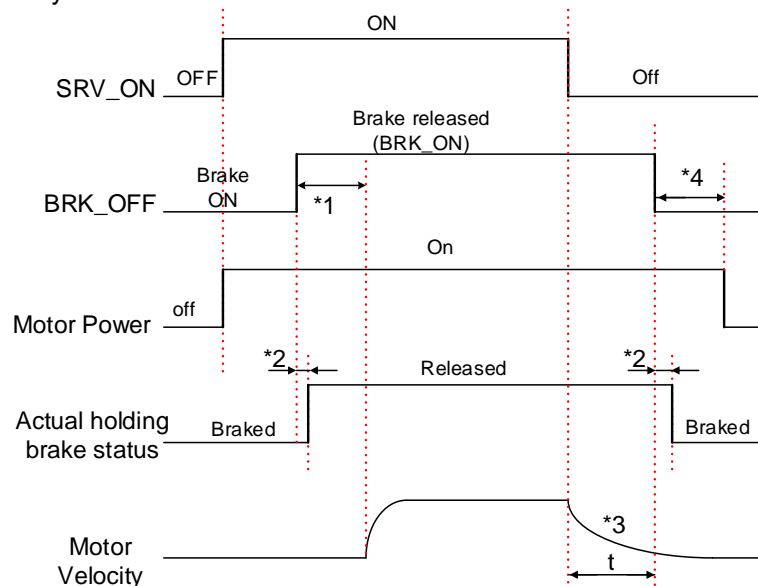 ON
OFF
Off
SRV_ON
Brake released
(BRK_ON)
Brake
ON
*1
*4
BRK_OFF
On
off
Motor Power
*2
Released
*2
Actual holding
brake status
Braked
Braked
*3
Motor
Velocity
t